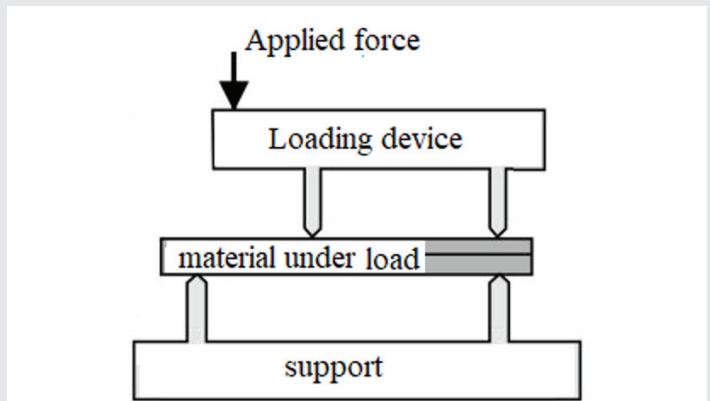 Applied force
Loading device
material under load
support